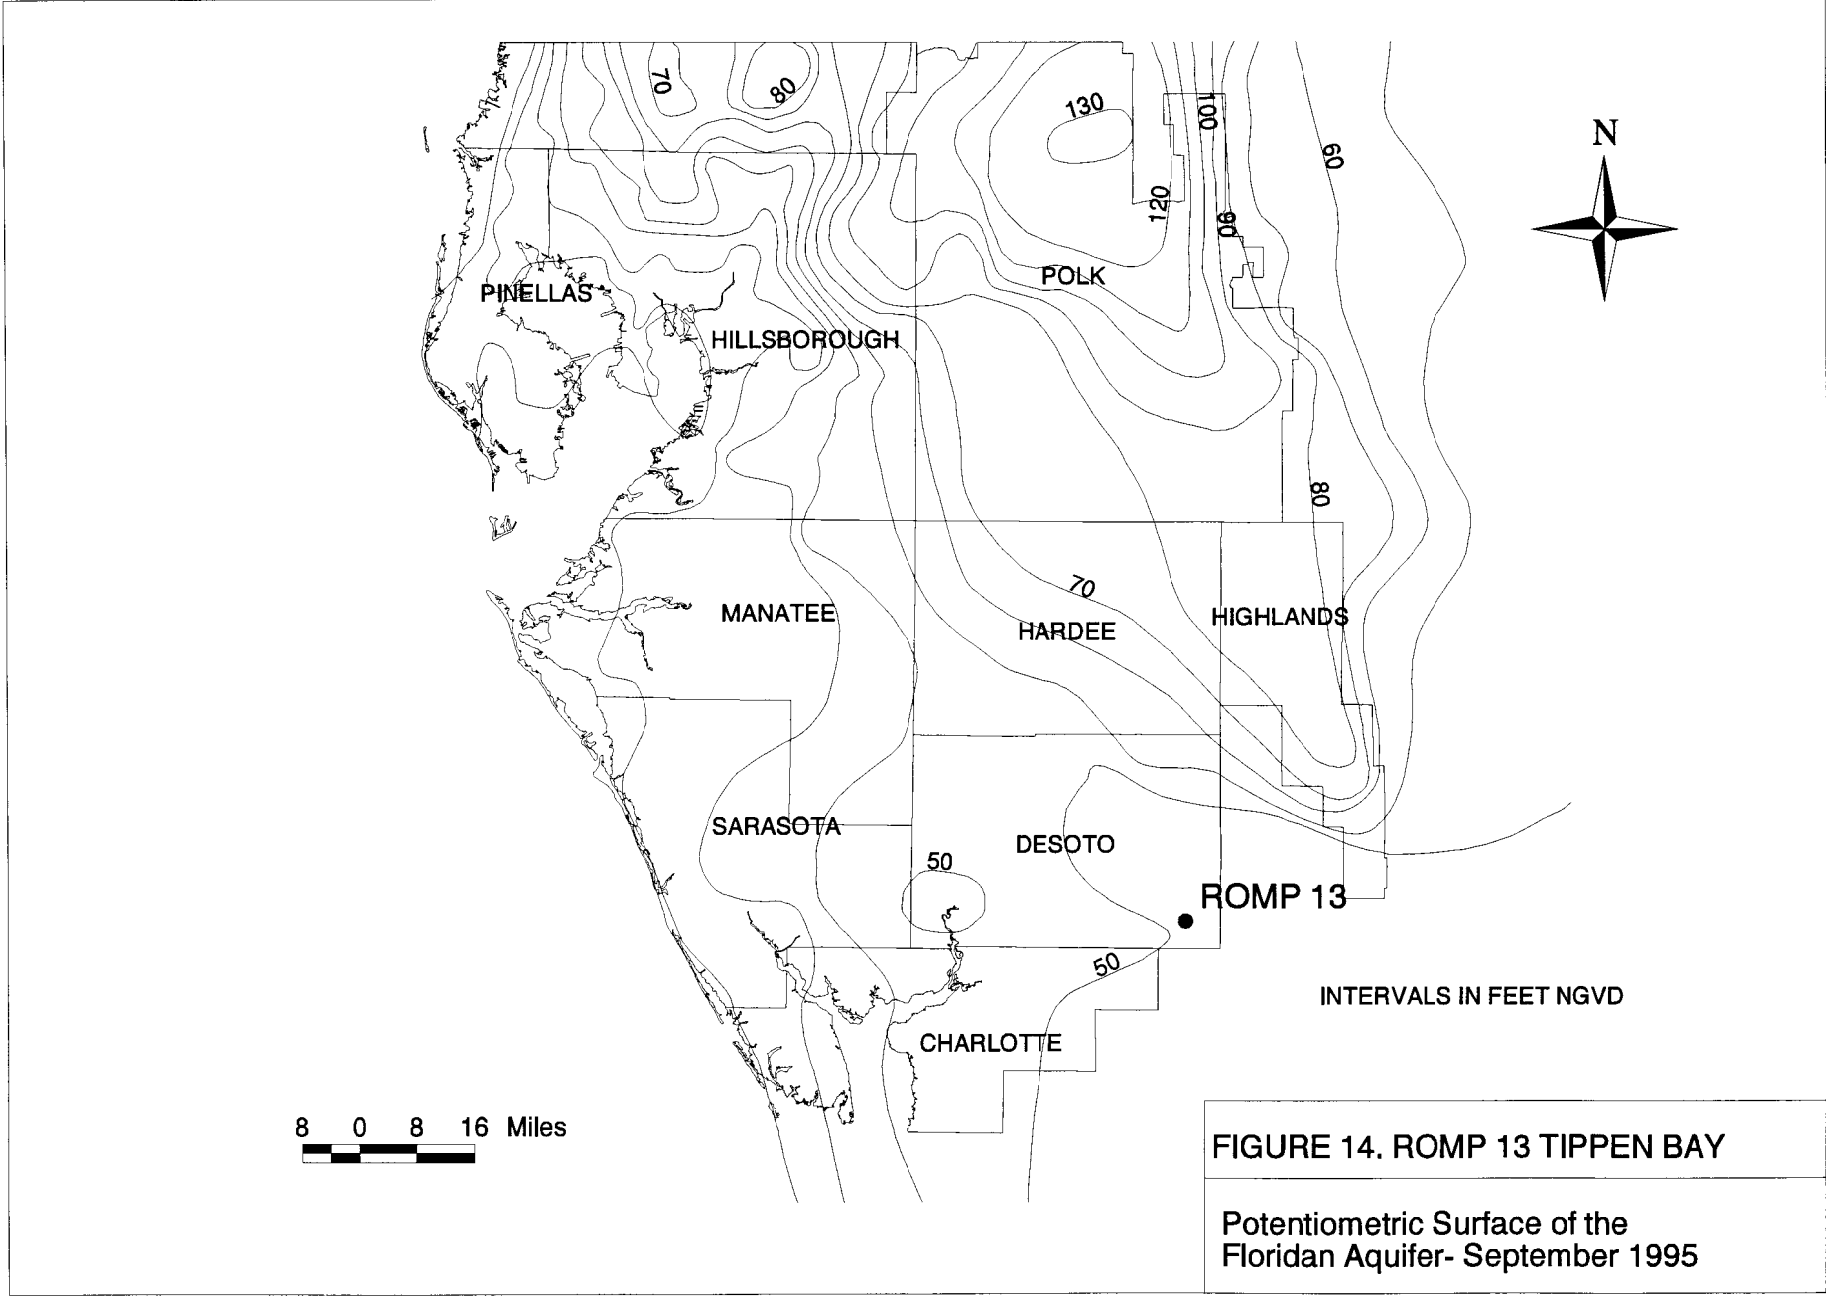 70
80
130
100
60
N
120
90
POLK
PINELLAS
HILLSBOROUGH
80
70
MANATEE
HARDEE
HIGHLANDS
SARASOTA
DESOTO
50
ROMP 13
50
INTERVALS IN FEET NGVD
CHARLOTTE
8 0 8 16 Miles
FIGURE 14. ROMP 13 TIPPEN BAY
Potentiometric Surface of the
Floridan Aquifer- September 1995